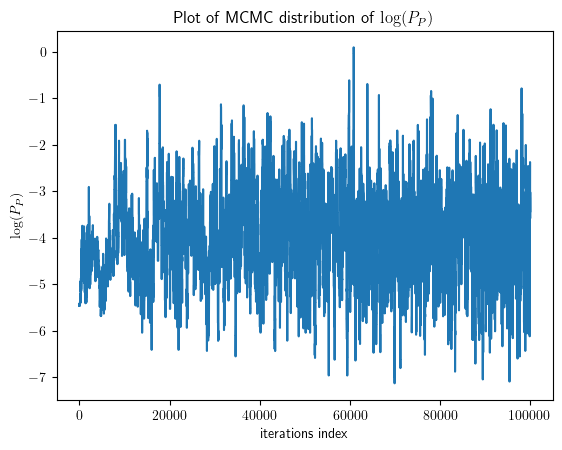 Plot of MCMC distribution of log(P_P)
log(P_P)
0
−1
−2
−3
−4
−5
−6
−7
0 20000 40000 60000 80000 100000
iterations index